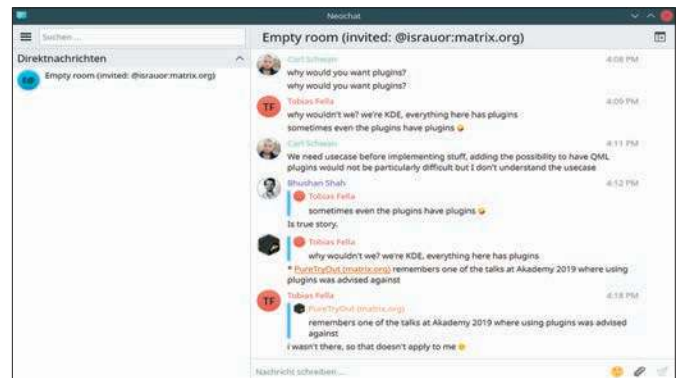 Neochat
Suchen...
Empty room (invited: @israuor:matrix.org)
Direktnachrichten
Empty room (invited: @israuor:matrix.org)
Carl Schwan 4:08 PM
why would you want plugins?
why would you want plugins?
TF
Tobias Fella 4:09 PM
why wouldn't we? we're KDE, everything here has plugins
sometimes even the plugins have plugins
Carl Schwan 4:11 PM
We need usecase before implementing stuff, adding the possibility to have QML
plugins would not be particularly difficult but I don't understand the usecase
Bhushan Shah 4:12 PM
Tobias Fella
sometimes even the plugins have plugins
Is true story.
Tobias Fella
why wouldn't we? we're KDE, everything here has plugins
* PureTryOut (matrix.org) remembers one of the talks at Akademy 2019 where using
plugins was advised against
TF
Tobias Fella 4:18 PM
PureTryOut (matrix.org)
remembers one of the talks at Akademy 2019 where using plugins was advised
against
i wasn't there, so that doesn't apply to me
Nachricht schreiben...